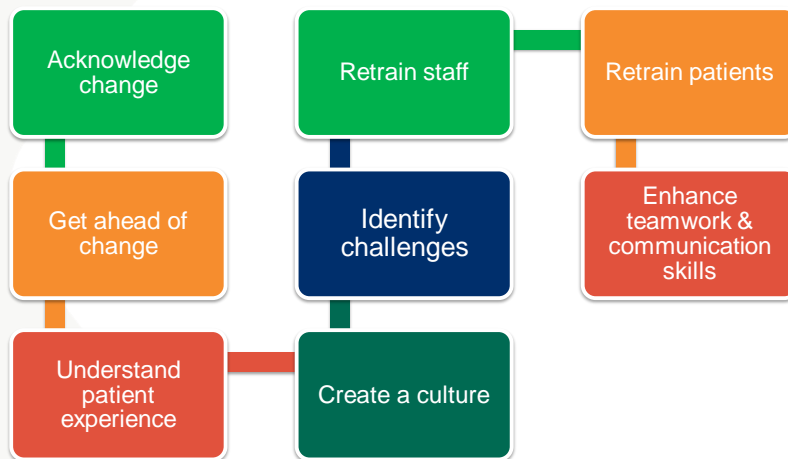 Acknowledge
change
Get ahead of
change
Understand
patient
experience
Create a culture
Identify
challenges
Retrain staff
Retrain patients
Enhance
teamwork &
communication
skills